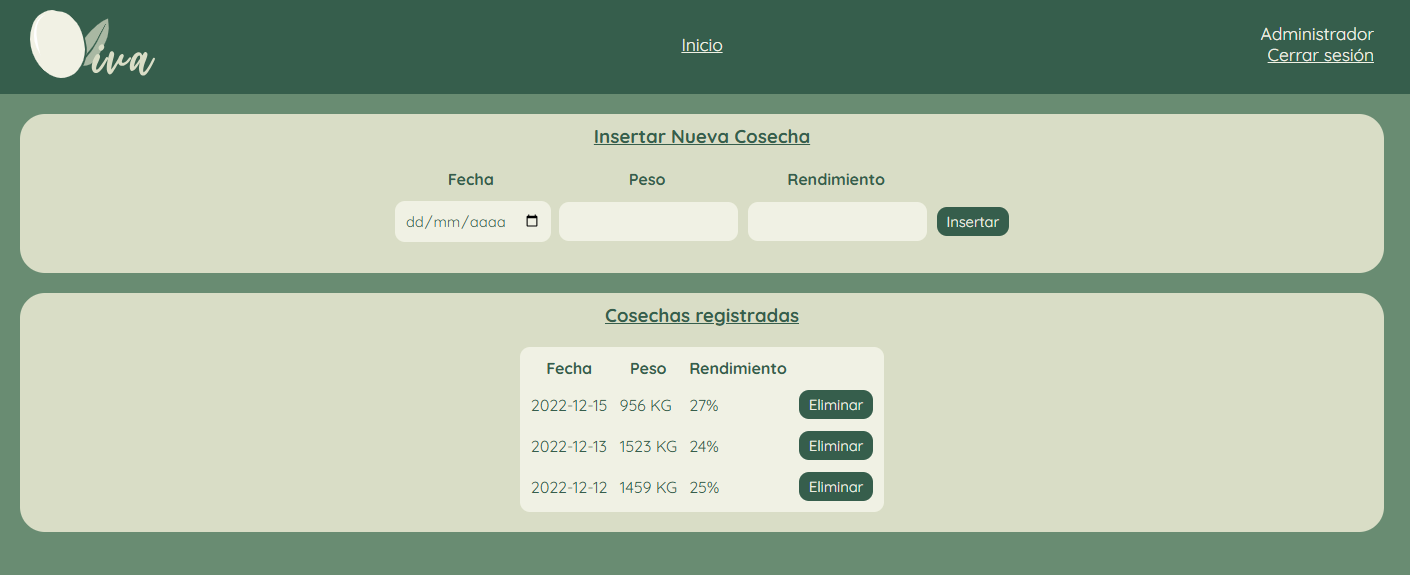 Oliva
Inicio
Administrador
Cerrar sesión
Insertar Nueva Cosecha
Fecha Peso Rendimiento
dd/mm/aaaa Insertar
Cosechas registradas
Fecha Peso Rendimiento
2022-12-15 956 KG 27% Eliminar
2022-12-13 1523 KG 24% Eliminar
2022-12-12 1459 KG 25% Eliminar